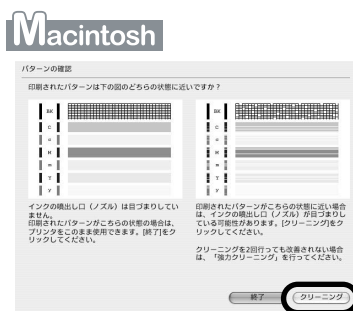 Macintosh
パターンの確認
印刷されたパターンは下の図のどちらの状態に近いですか？
BK
C
c
M
m
Y
y
インクの噴出し口（ノズル）は目づまりしてい
ません。
印刷されたパターンがこちらの状態の場合は、
プリンタをこのまま使用できます。[終了]をク
リックしてください。
BK
C
c
M
m
Y
y
印刷されたパターンがこちらの状態に近い場合
は、インクの噴出し口（ノズル）が目づまりし
ている可能性があります。[クリーニング]をク
リックしてください。
クリーニングを2回行っても改善されない場合
は、「強力クリーニング」を行ってください。
終了
クリーニング